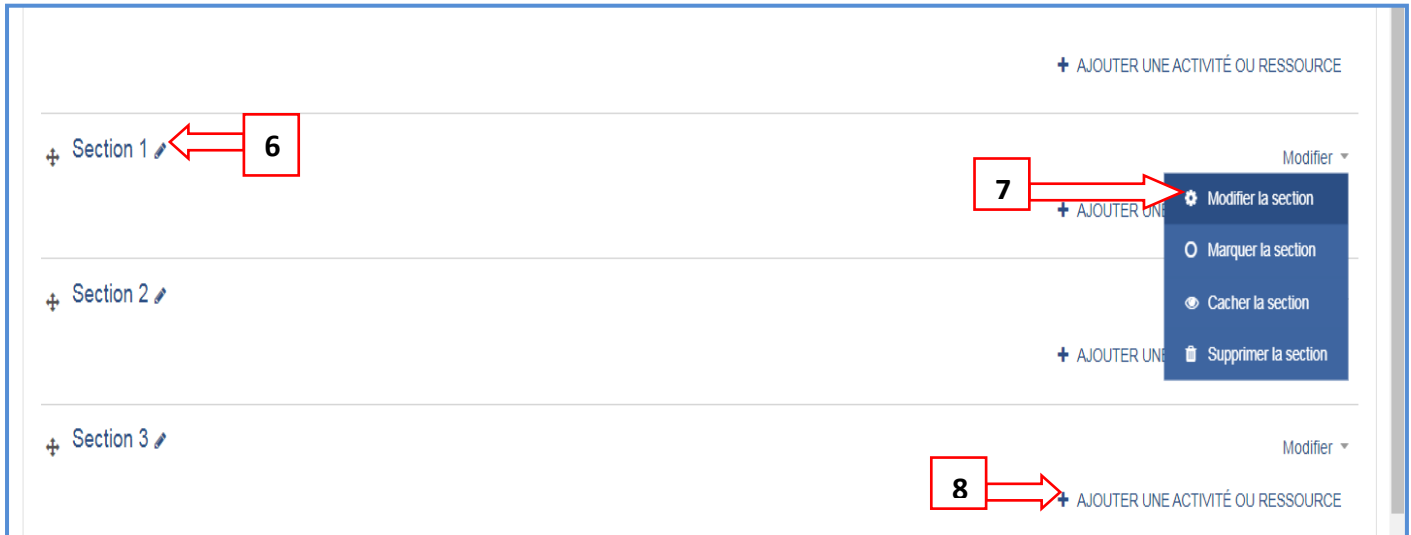 + AJOUTER UNE ACTIVITÉ OU RESSOURCE
Section 1
6
Modifier
7
Modifier la section
+ AJOUTER UNE
Marquer la section
Section 2
Cacher la section
+ AJOUTER UNE
Supprimer la section
Section 3
Modifier
8
+ AJOUTER UNE ACTIVITÉ OU RESSOURCE